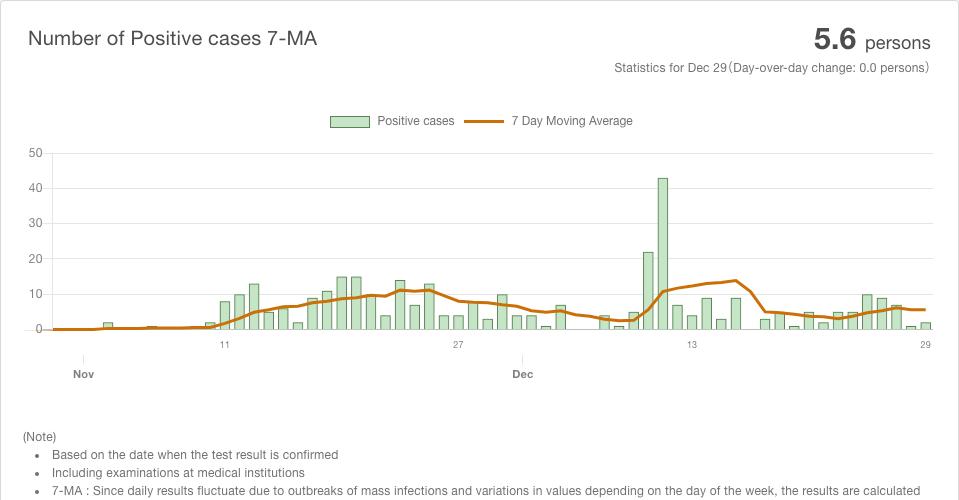 Number of Positive cases 7-MA
5.6 persons
Statistics for Dec 29(Day-over-day change: 0.0 persons)
Positive cases 7 Day Moving Average
50
40
30
20
10
0
11 27 13 29
Nov Dec
(Note)
• Based on the date when the test result is confirmed
• Including examinations at medical institutions
• 7-MA : Since daily results fluctuate due to outbreaks of mass infections and variations in values depending on the day of the week, the results are calculated